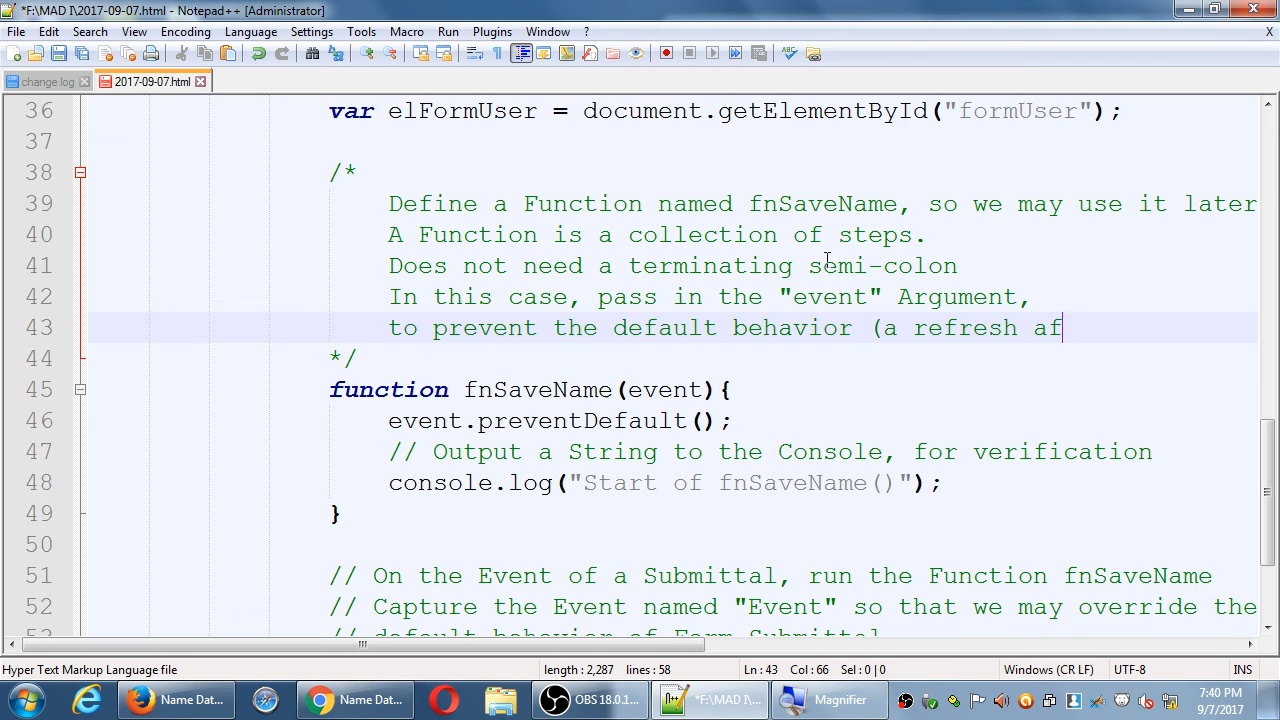 *F:\MAD I\2017-09-07.html - Notepad++ [Administrator]
File Edit Search View Encoding Language Settings Tools Macro Run Plugins Window ? X
change.log 2017-09-07.html
36 var elFormUser = document.getElementById("formUser");
37
38 /*
39 Define a Function named fnSaveName, so we may use it later
40 A Function is a collection of steps.
41 Does not need a terminating semi-colon
42 In this case, pass in the "event" Argument,
43 to prevent the default behavior (a refresh af
44 */
45 function fnSaveName(event){
46 event.preventDefault();
47 // Output a String to the Console, for verification
48 console.log("Start of fnSaveName()");
49 }
50
51 // On the Event of a Submittal, run the Function fnSaveName
52 // Capture the Event named "Event" so that we may override the
53 // default behavior of Form Submittal
Hyper Text Markup Language file length : 2,287 lines : 58 Ln : 43 Col : 66 Sel : 0 | 0 Windows (CR LF) UTF-8 INS
Name Dat... Name Dat... OBS 18.0.1... *F:\MAD I\... Magnifier 7:40 PM
9/7/2017